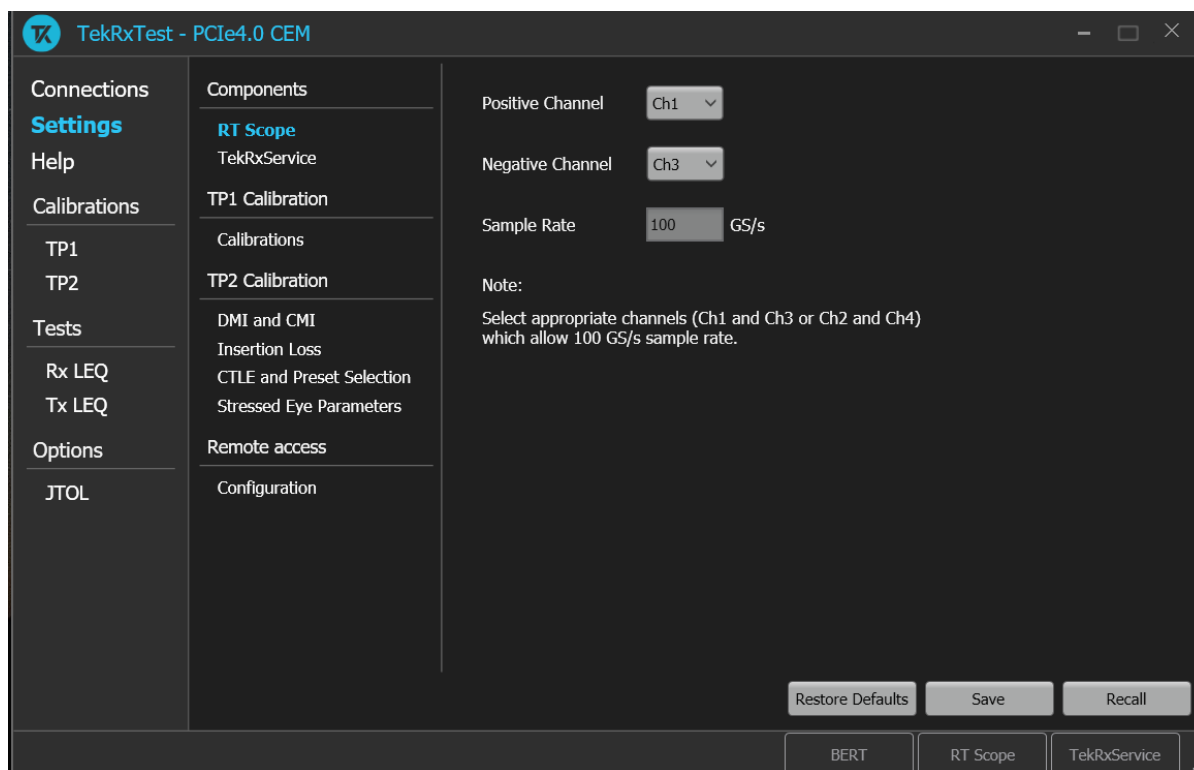 TekRxTest - PCIe4.0 CEM
Connections
Settings
Help
Calibrations
TP1
TP2
Tests
Rx LEQ
Tx LEQ
Options
JTOL
Components
RT Scope
TekRxService
TP1 Calibration
Calibrations
TP2 Calibration
DMI and CMI
Insertion Loss
CTLE and Preset Selection
Stressed Eye Parameters
Remote access
Configuration
Positive Channel Ch1
Negative Channel Ch3
Sample Rate 100 GS/s
Note:
Select appropriate channels (Ch1 and Ch3 or Ch2 and Ch4)
which allow 100 GS/s sample rate.
Restore Defaults Save Recall
BERT RT Scope TekRxService